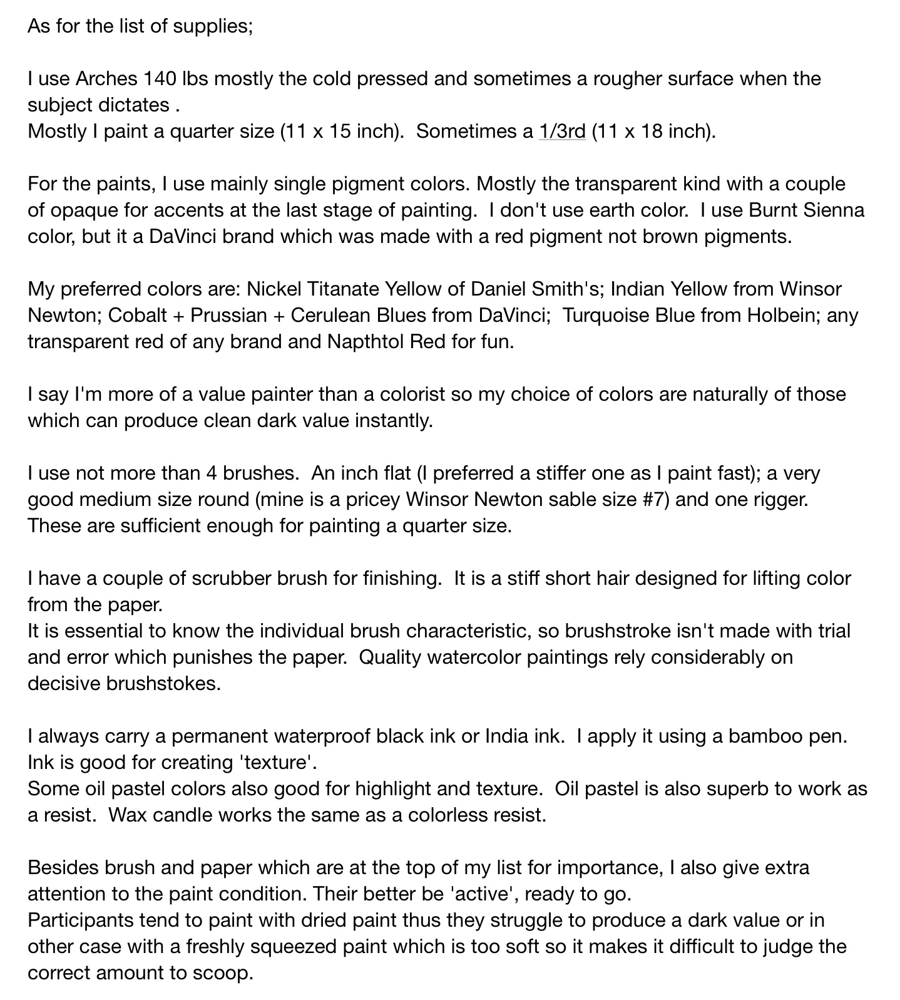 As for the list of supplies;
I use Arches 140 lbs mostly the cold pressed and sometimes a rougher surface when the
subject dictates .
Mostly I paint a quarter size (11 x 15 inch).  Sometimes a 1/3rd (11 x 18 inch).
For the paints, I use mainly single pigment colors. Mostly the transparent kind with a couple
of opaque for accents at the last stage of painting.  I don't use earth color.  I use Burnt Sienna
color, but it a DaVinci brand which was made with a red pigment not brown pigments.
My preferred colors are: Nickel Titanate Yellow of Daniel Smith's; Indian Yellow from Winsor
Newton; Cobalt + Prussian + Cerulean Blues from DaVinci;  Turquoise Blue from Holbein; any
transparent red of any brand and Napthtol Red for fun.
I say I'm more of a value painter than a colorist so my choice of colors are naturally of those
which can produce clean dark value instantly.
I use not more than 4 brushes.  An inch flat (I preferred a stiffer one as I paint fast); a very
good medium size round (mine is a pricey Winsor Newton sable size #7) and one rigger.
These are sufficient enough for painting a quarter size.
I have a couple of scrubber brush for finishing.  It is a stiff short hair designed for lifting color
from the paper.
It is essential to know the individual brush characteristic, so brushstroke isn't made with trial
and error which punishes the paper.  Quality watercolor paintings rely considerably on
decisive brushstokes.
I always carry a permanent waterproof black ink or India ink.  I apply it using a bamboo pen.
Ink is good for creating 'texture'.
Some oil pastel colors also good for highlight and texture.  Oil pastel is also superb to work as
a resist.  Wax candle works the same as a colorless resist.
Besides brush and paper which are at the top of my list for importance, I also give extra
attention to the paint condition. Their better be 'active', ready to go.
Participants tend to paint with dried paint thus they struggle to produce a dark value or in
other case with a freshly squeezed paint which is too soft so it makes it difficult to judge the
correct amount to scoop.